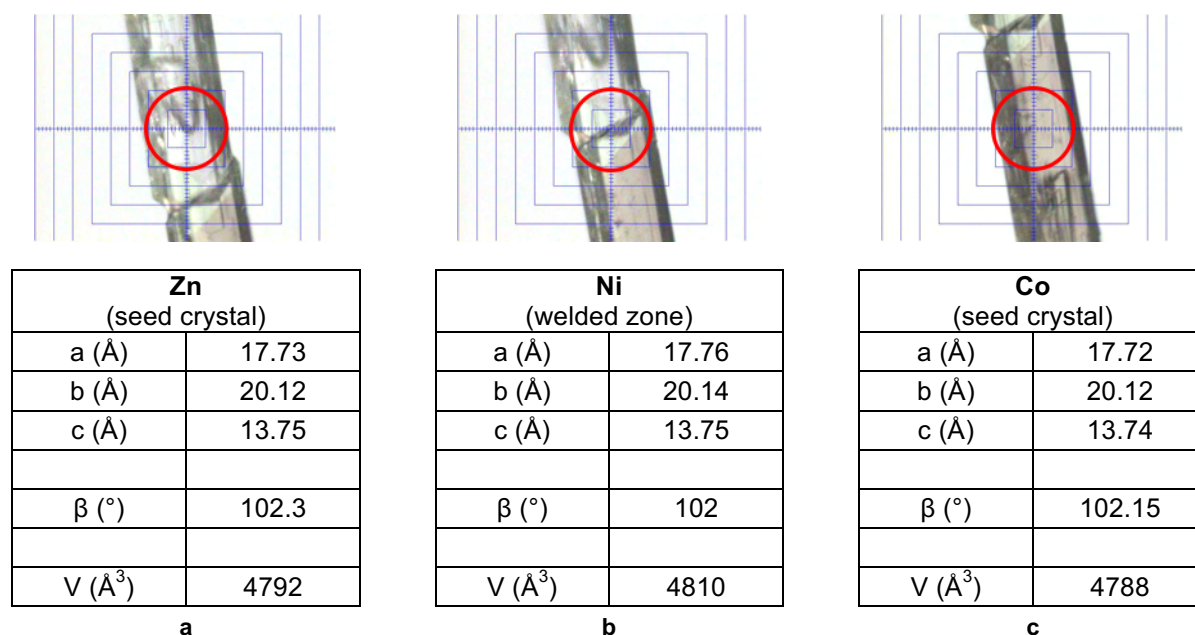 Zn
(seed crystal)
a (Å) 17.73
b (Å) 20.12
c (Å) 13.75
β (°) 102.3
V (Å³) 4792
a
Ni
(welded zone)
a (Å) 17.76
b (Å) 20.14
c (Å) 13.75
β (°) 102
V (Å³) 4810
b
Co
(seed crystal)
a (Å) 17.72
b (Å) 20.12
c (Å) 13.74
β (°) 102.15
V (Å³) 4788
c